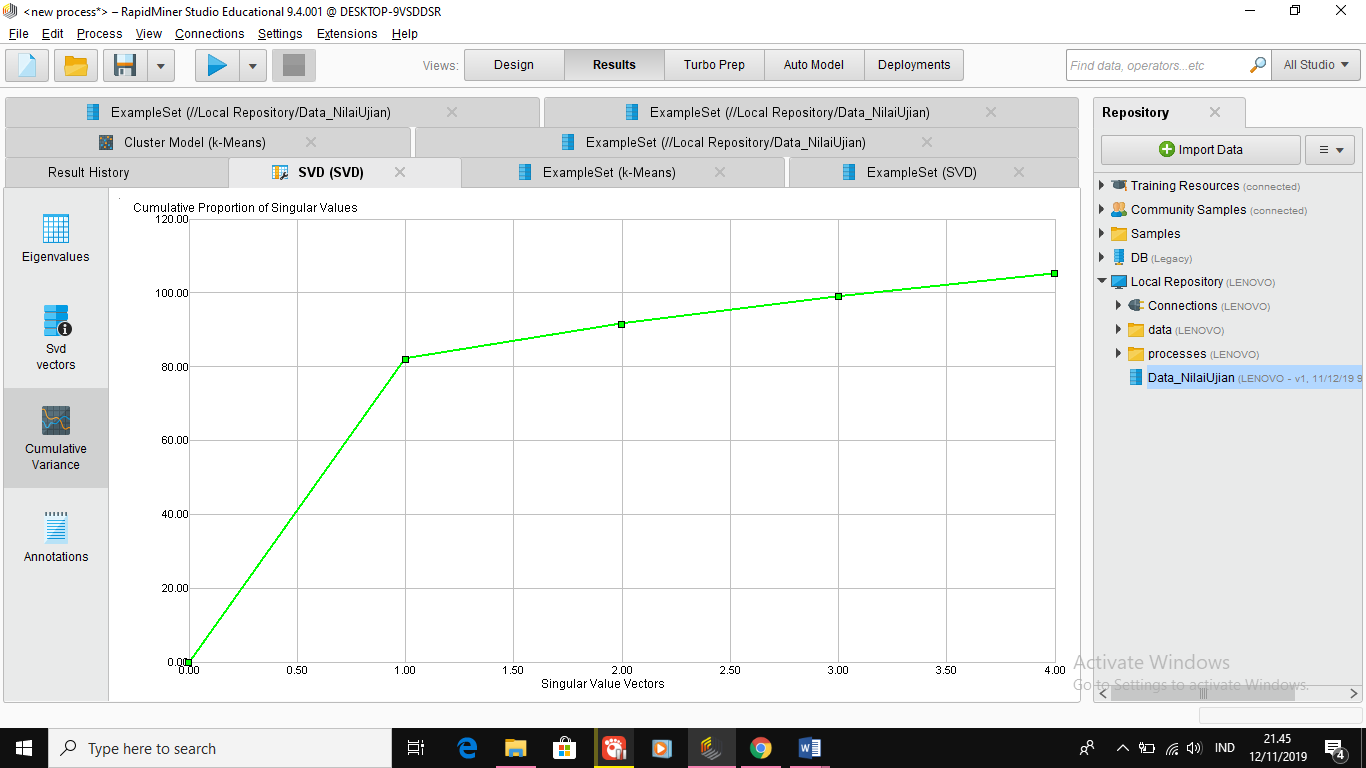 <new process*> – RapidMiner Studio Educational 9.4.001 @ DESKTOP-9VSDDSR
File Edit Process View Connections Settings Extensions Help
Views: Design Results Turbo Prep Auto Model Deployments Find data, operators...etc All Studio
ExampleSet (//Local Repository/Data_NilaiUjian) ExampleSet (//Local Repository/Data_NilaiUjian)
Cluster Model (k-Means) ExampleSet (//Local Repository/Data_NilaiUjian)
Result History SVD (SVD) ExampleSet (k-Means) ExampleSet (SVD)
Eigenvalues
Svd
vectors
Cumulative
Variance
Annotations
Cumulative Proportion of Singular Values
120.00
100.00
80.00
60.00
40.00
20.00
0.00 0.50 1.00 1.50 2.00 2.50 3.00 3.50 4.00
Singular Value Vectors
Repository
Import Data
Training Resources (connected)
Community Samples (connected)
Samples
DB (Legacy)
Local Repository (LENOVO)
Connections (LENOVO)
data (LENOVO)
processes (LENOVO)
Data_NilaiUjian (LENOVO - v1, 11/12/19 9
Activate Windows
Go to Settings to activate Windows.
Type here to search
IND
21.45
12/11/2019
4